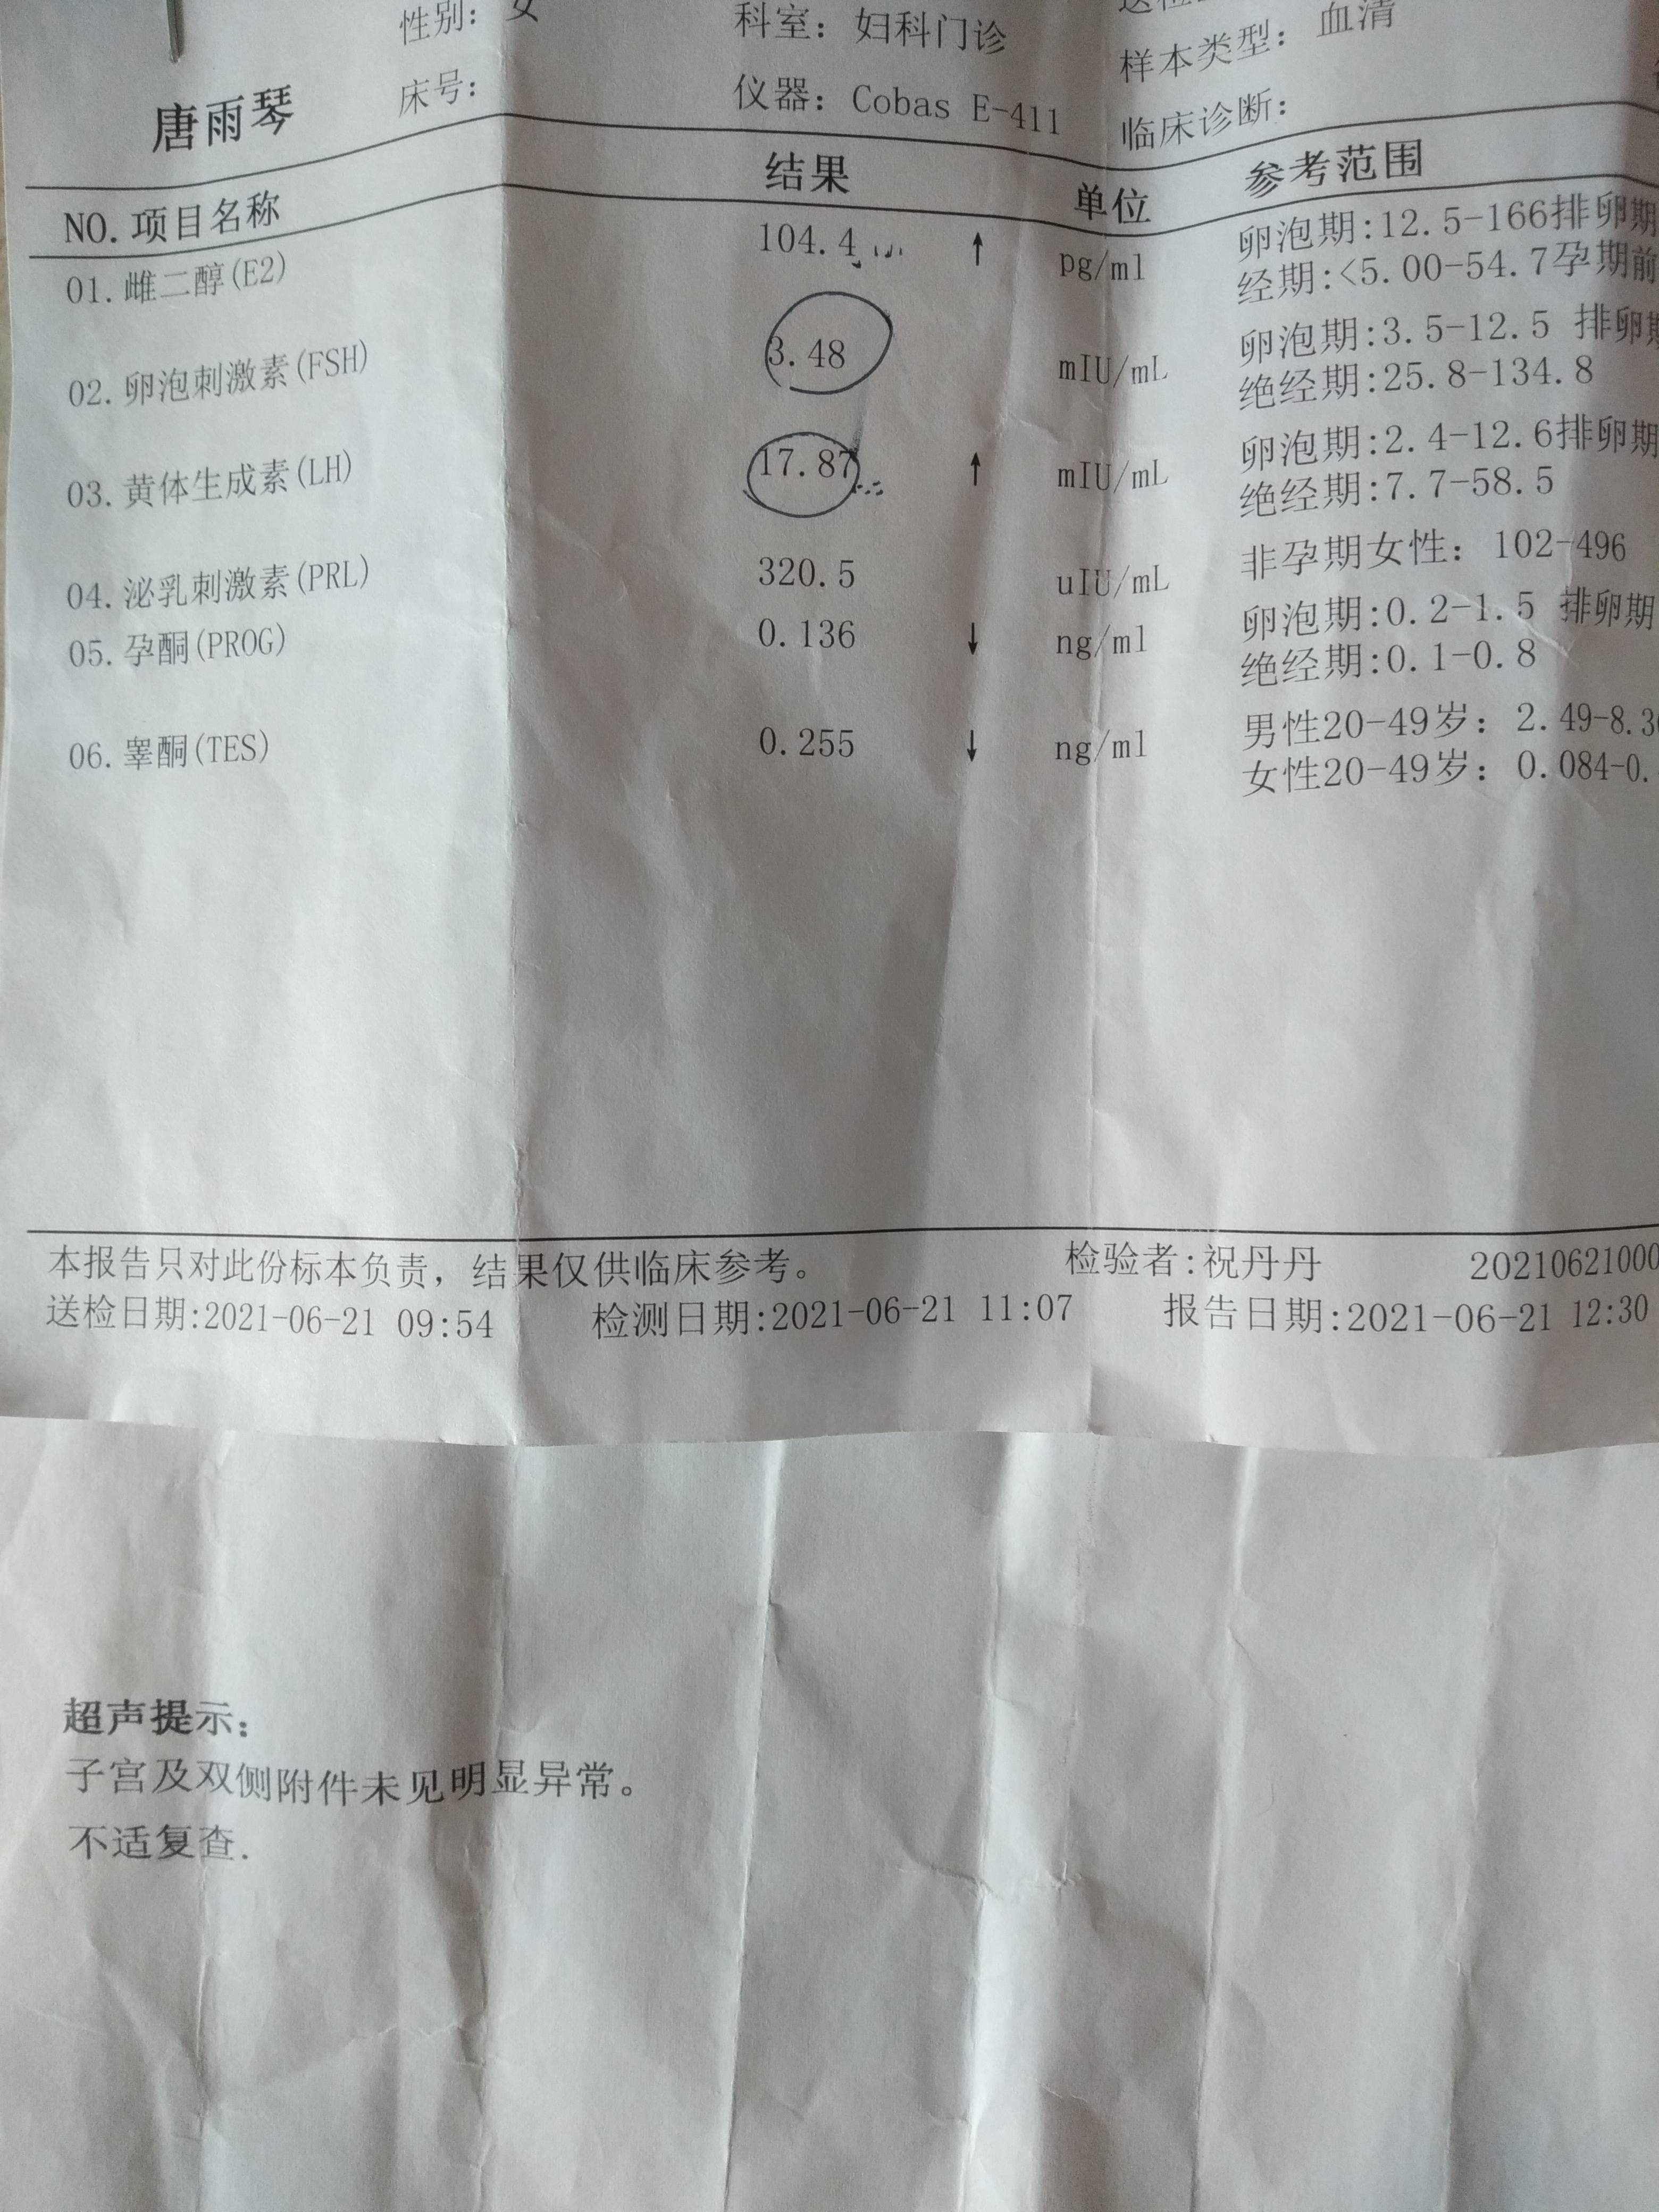 性别: 女
科室: 妇科门诊
样本类型: 血清
唐雨琴
床号:
仪器: Cobas E-411
临床诊断:
NO.项目名称 结果 单位 参考范围
01.雌二醇(E2) 104.4 ↑ pg/ml 卵泡期:12.5-166排卵期
经期:<5.00-54.7孕期前
02.卵泡刺激素(FSH) 3.48 mIU/mL 卵泡期:3.5-12.5 排卵期
绝经期:25.8-134.8
03.黄体生成素(LH) 17.87 ↑ mIU/mL 卵泡期:2.4-12.6排卵期
绝经期:7.7-58.5
04.泌乳刺激素(PRL) 320.5 uIU/mL 非孕期女性: 102-496
05.孕酮(PROG) 0.136 ↓ ng/ml 卵泡期:0.2-1.5 排卵期
绝经期:0.1-0.8
06.睾酮(TES) 0.255 ↓ ng/ml 男性20-49岁: 2.49-8.3
女性20-49岁: 0.084-0.
本报告只对此份标本负责，结果仅供临床参考。 检验者:祝丹丹 20210621000
送检日期:2021-06-21 09:54 检测日期:2021-06-21 11:07 报告日期:2021-06-21 12:30
超声提示:
子宫及双侧附件未见明显异常。
不适复查.